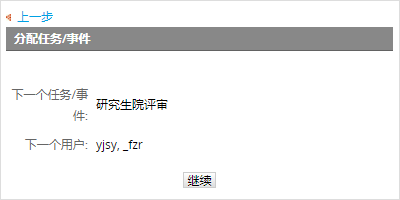 上一步
分配任务/事件
下一个任务/事
件:
研究生院评审
下一个用户: yjsy, _fzr
继续